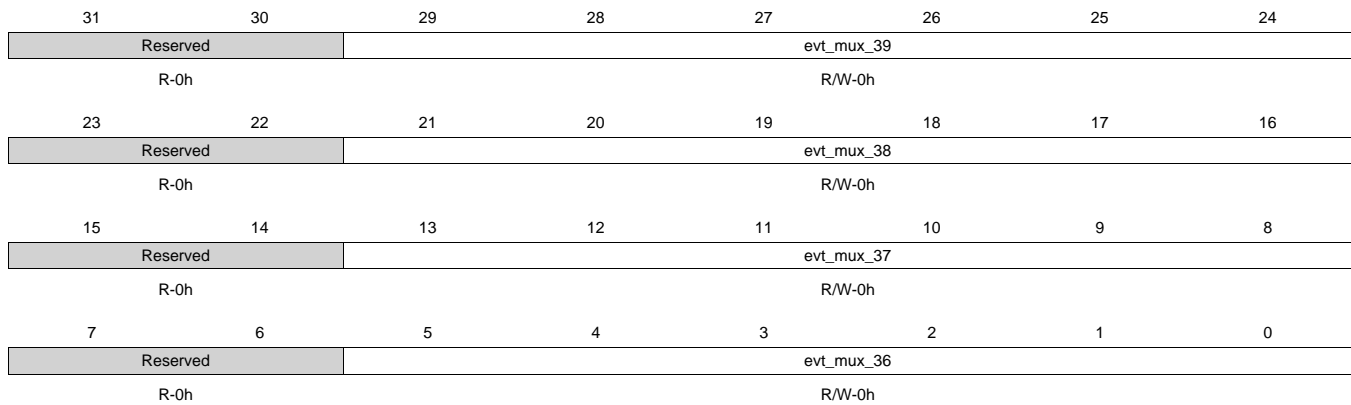 31 30 29 28 27 26 25 24
Reserved evt_mux_39
R-0h R/W-0h
23 22 21 20 19 18 17 16
Reserved evt_mux_38
R-0h R/W-0h
15 14 13 12 11 10 9 8
Reserved evt_mux_37
R-0h R/W-0h
7 6 5 4 3 2 1 0
Reserved evt_mux_36
R-0h R/W-0h